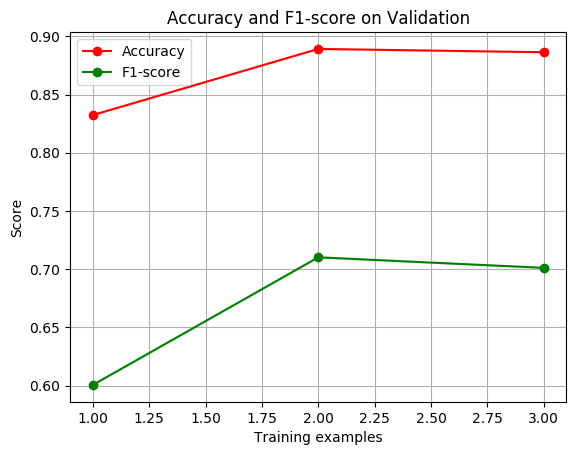 Accuracy and F1-score on Validation
Accuracy
F1-score
0.90
0.85
0.80
0.75
0.70
0.65
0.60
Score
1.00 1.25 1.50 1.75 2.00 2.25 2.50 2.75 3.00
Training examples